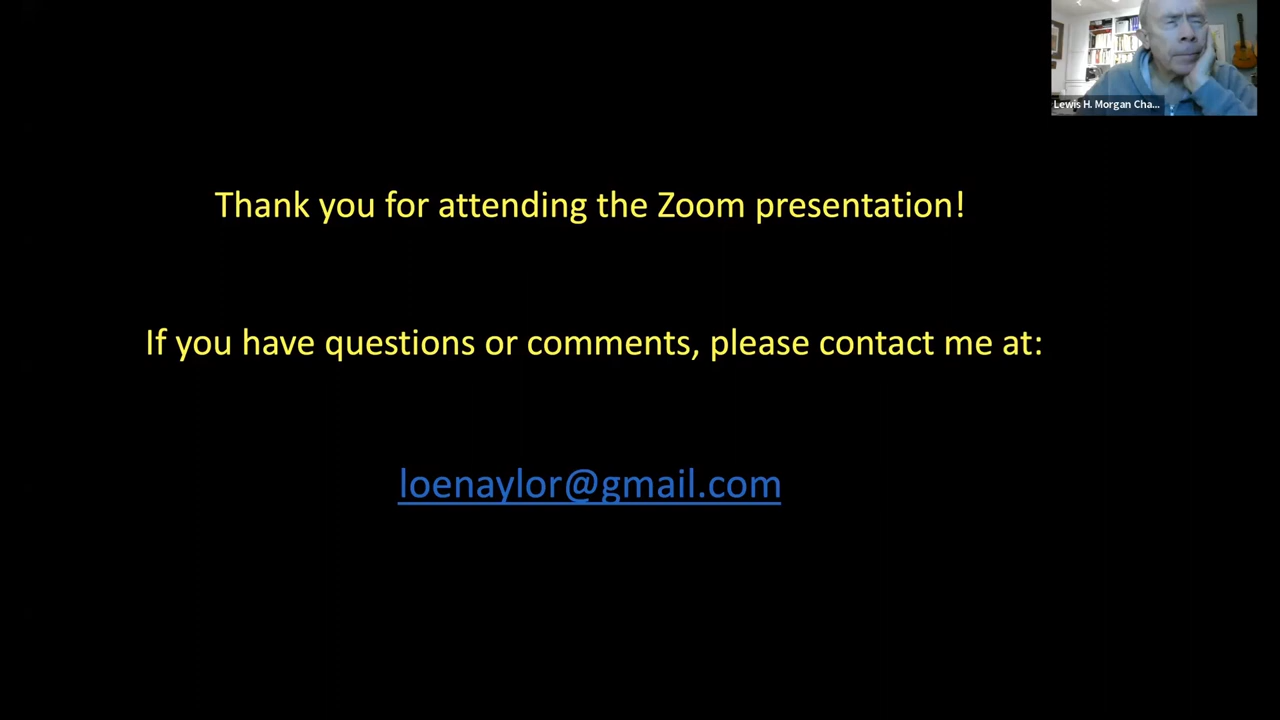 Lewis H. Morgan Cha...
Thank you for attending the Zoom presentation!
If you have questions or comments, please contact me at:
loenaylor@gmail.com